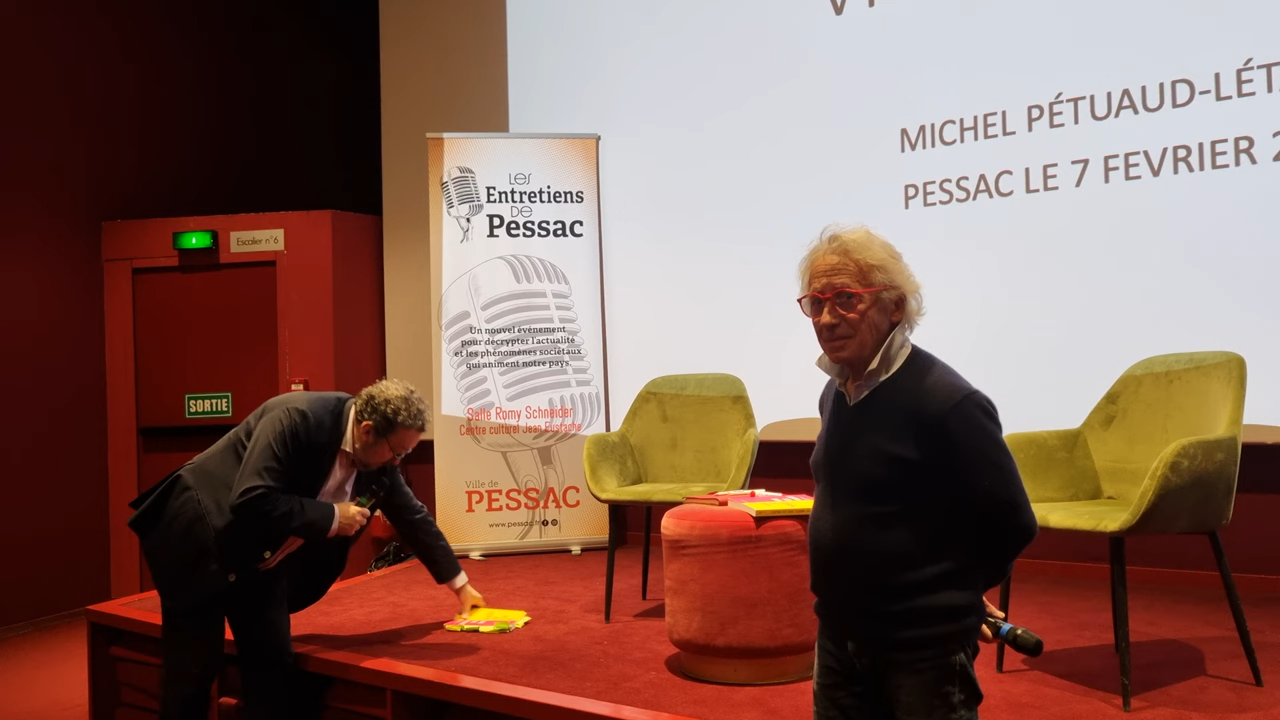 MICHEL PÉTUAUD-LÉT
PESSAC LE 7 FEVRIER 2
Les
Entretiens
DE
Pessac
Un nouvel événement
pour décrypter l'actualité
et les phénomènes sociétaux
qui animent notre pays.
Salle Romy Schneider
Centre culturel Jean Eustache
Ville de
PESSAC
www.pessac.fr
Escalier n°6
SORTIE